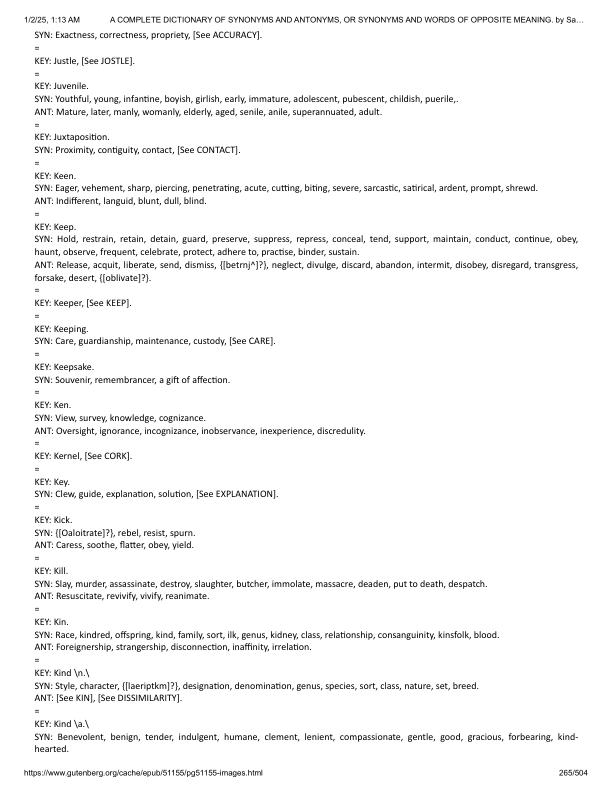 1/2/25, 1:13 AM A COMPLETE DICTIONARY OF SYNONYMS AND ANTONYMS, OR SYNONYMS AND WORDS OF OPPOSITE MEANING. by Sa…
SYN: Exactness, correctness, propriety, [See ACCURACY].
=
KEY: Justle, [See JOSTLE].
=
KEY: Juvenile.
SYN: Youthful, young, infantine, boyish, girlish, early, immature, adolescent, pubescent, childish, puerile,.
ANT: Mature, later, manly, womanly, elderly, aged, senile, anile, superannuated, adult.
=
KEY: Juxtaposition.
SYN: Proximity, contiguity, contact, [See CONTACT].
=
KEY: Keen.
SYN: Eager, vehement, sharp, piercing, penetrating, acute, cutting, biting, severe, sarcastic, satirical, ardent, prompt, shrewd.
ANT: Indifferent, languid, blunt, dull, blind.
=
KEY: Keep.
SYN: Hold, restrain, retain, detain, guard, preserve, suppress, repress, conceal, tend, support, maintain, conduct, continue, obey,
haunt, observe, frequent, celebrate, protect, adhere to, practise, binder, sustain.
ANT: Release, acquit, liberate, send, dismiss, {[betrnj^]?}, neglect, divulge, discard, abandon, intermit, disobey, disregard, transgress,
forsake, desert, {[oblivate]?}.
=
KEY: Keeper, [See KEEP].
=
KEY: Keeping.
SYN: Care, guardianship, maintenance, custody, [See CARE].
=
KEY: Keepsake.
SYN: Souvenir, remembrancer, a gift of affection.
=
KEY: Ken.
SYN: View, survey, knowledge, cognizance.
ANT: Oversight, ignorance, incognizance, inobservance, inexperience, discredulity.
=
KEY: Kernel, [See CORK].
=
KEY: Key.
SYN: Clew, guide, explanation, solution, [See EXPLANATION].
=
KEY: Kick.
SYN: {[Oaloitrate]?}, rebel, resist, spurn.
ANT: Caress, soothe, flatter, obey, yield.
=
KEY: Kill.
SYN: Slay, murder, assassinate, destroy, slaughter, butcher, immolate, massacre, deaden, put to death, despatch.
ANT: Resuscitate, revivify, vivify, reanimate.
=
KEY: Kin.
SYN: Race, kindred, offspring, kind, family, sort, ilk, genus, kidney, class, relationship, consanguinity, kinsfolk, blood.
ANT: Foreignership, strangership, disconnection, inaffinity, irrelation.
=
KEY: Kind \n.\
SYN: Style, character, {[laeriptkm]?}, designation, denomination, genus, species, sort, class, nature, set, breed.
ANT: [See KIN], [See DISSIMILARITY].
=
KEY: Kind \a.\
SYN: Benevolent, benign, tender, indulgent, humane, clement, lenient, compassionate, gentle, good, gracious, forbearing, kind-
hearted.
https://www.gutenberg.org/cache/epub/51155/pg51155-images.html 265/504